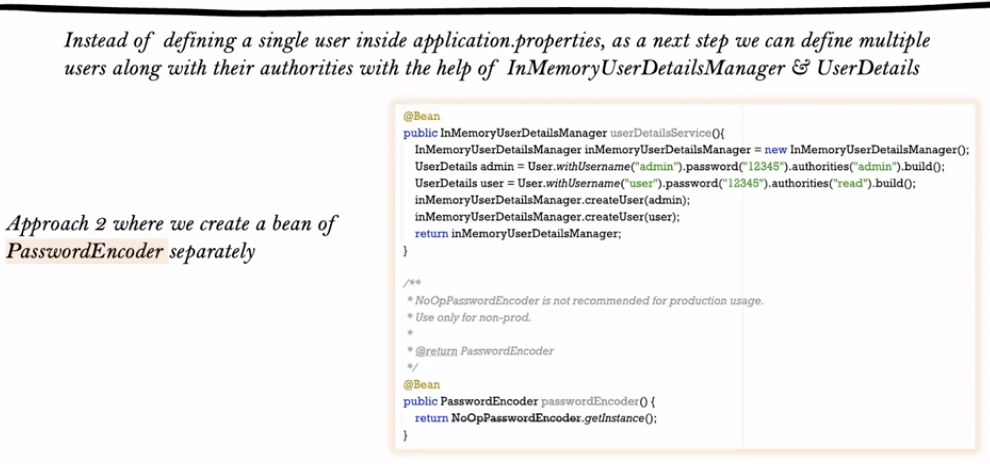 Instead of defining a single user inside application.properties, as a next step we can define multiple
users along with their authorities with the help of InMemoryUserDetailsManager & UserDetails
Approach 2 where we create a bean of
PasswordEncoder separately
@Bean
public InMemoryUserDetailsManager userDetailsService(){
InMemoryUserDetailsManager inMemoryUserDetailsManager = new InMemoryUserDetailsManager();
UserDetails admin = User.withUsername("admin").password("12345").authorities("admin").build();
UserDetails user = User.withUsername("user").password("12345").authorities("read").build();
inMemoryUserDetailsManager.createUser(admin);
inMemoryUserDetailsManager.createUser(user);
return inMemoryUserDetailsManager;
}
/**
* NoOpPasswordEncoder is not recommended for production usage.
* Use only for non-prod.
*
* @return PasswordEncoder
*/
@Bean
public PasswordEncoder passwordEncoder() {
return NoOpPasswordEncoder.getInstance();
}